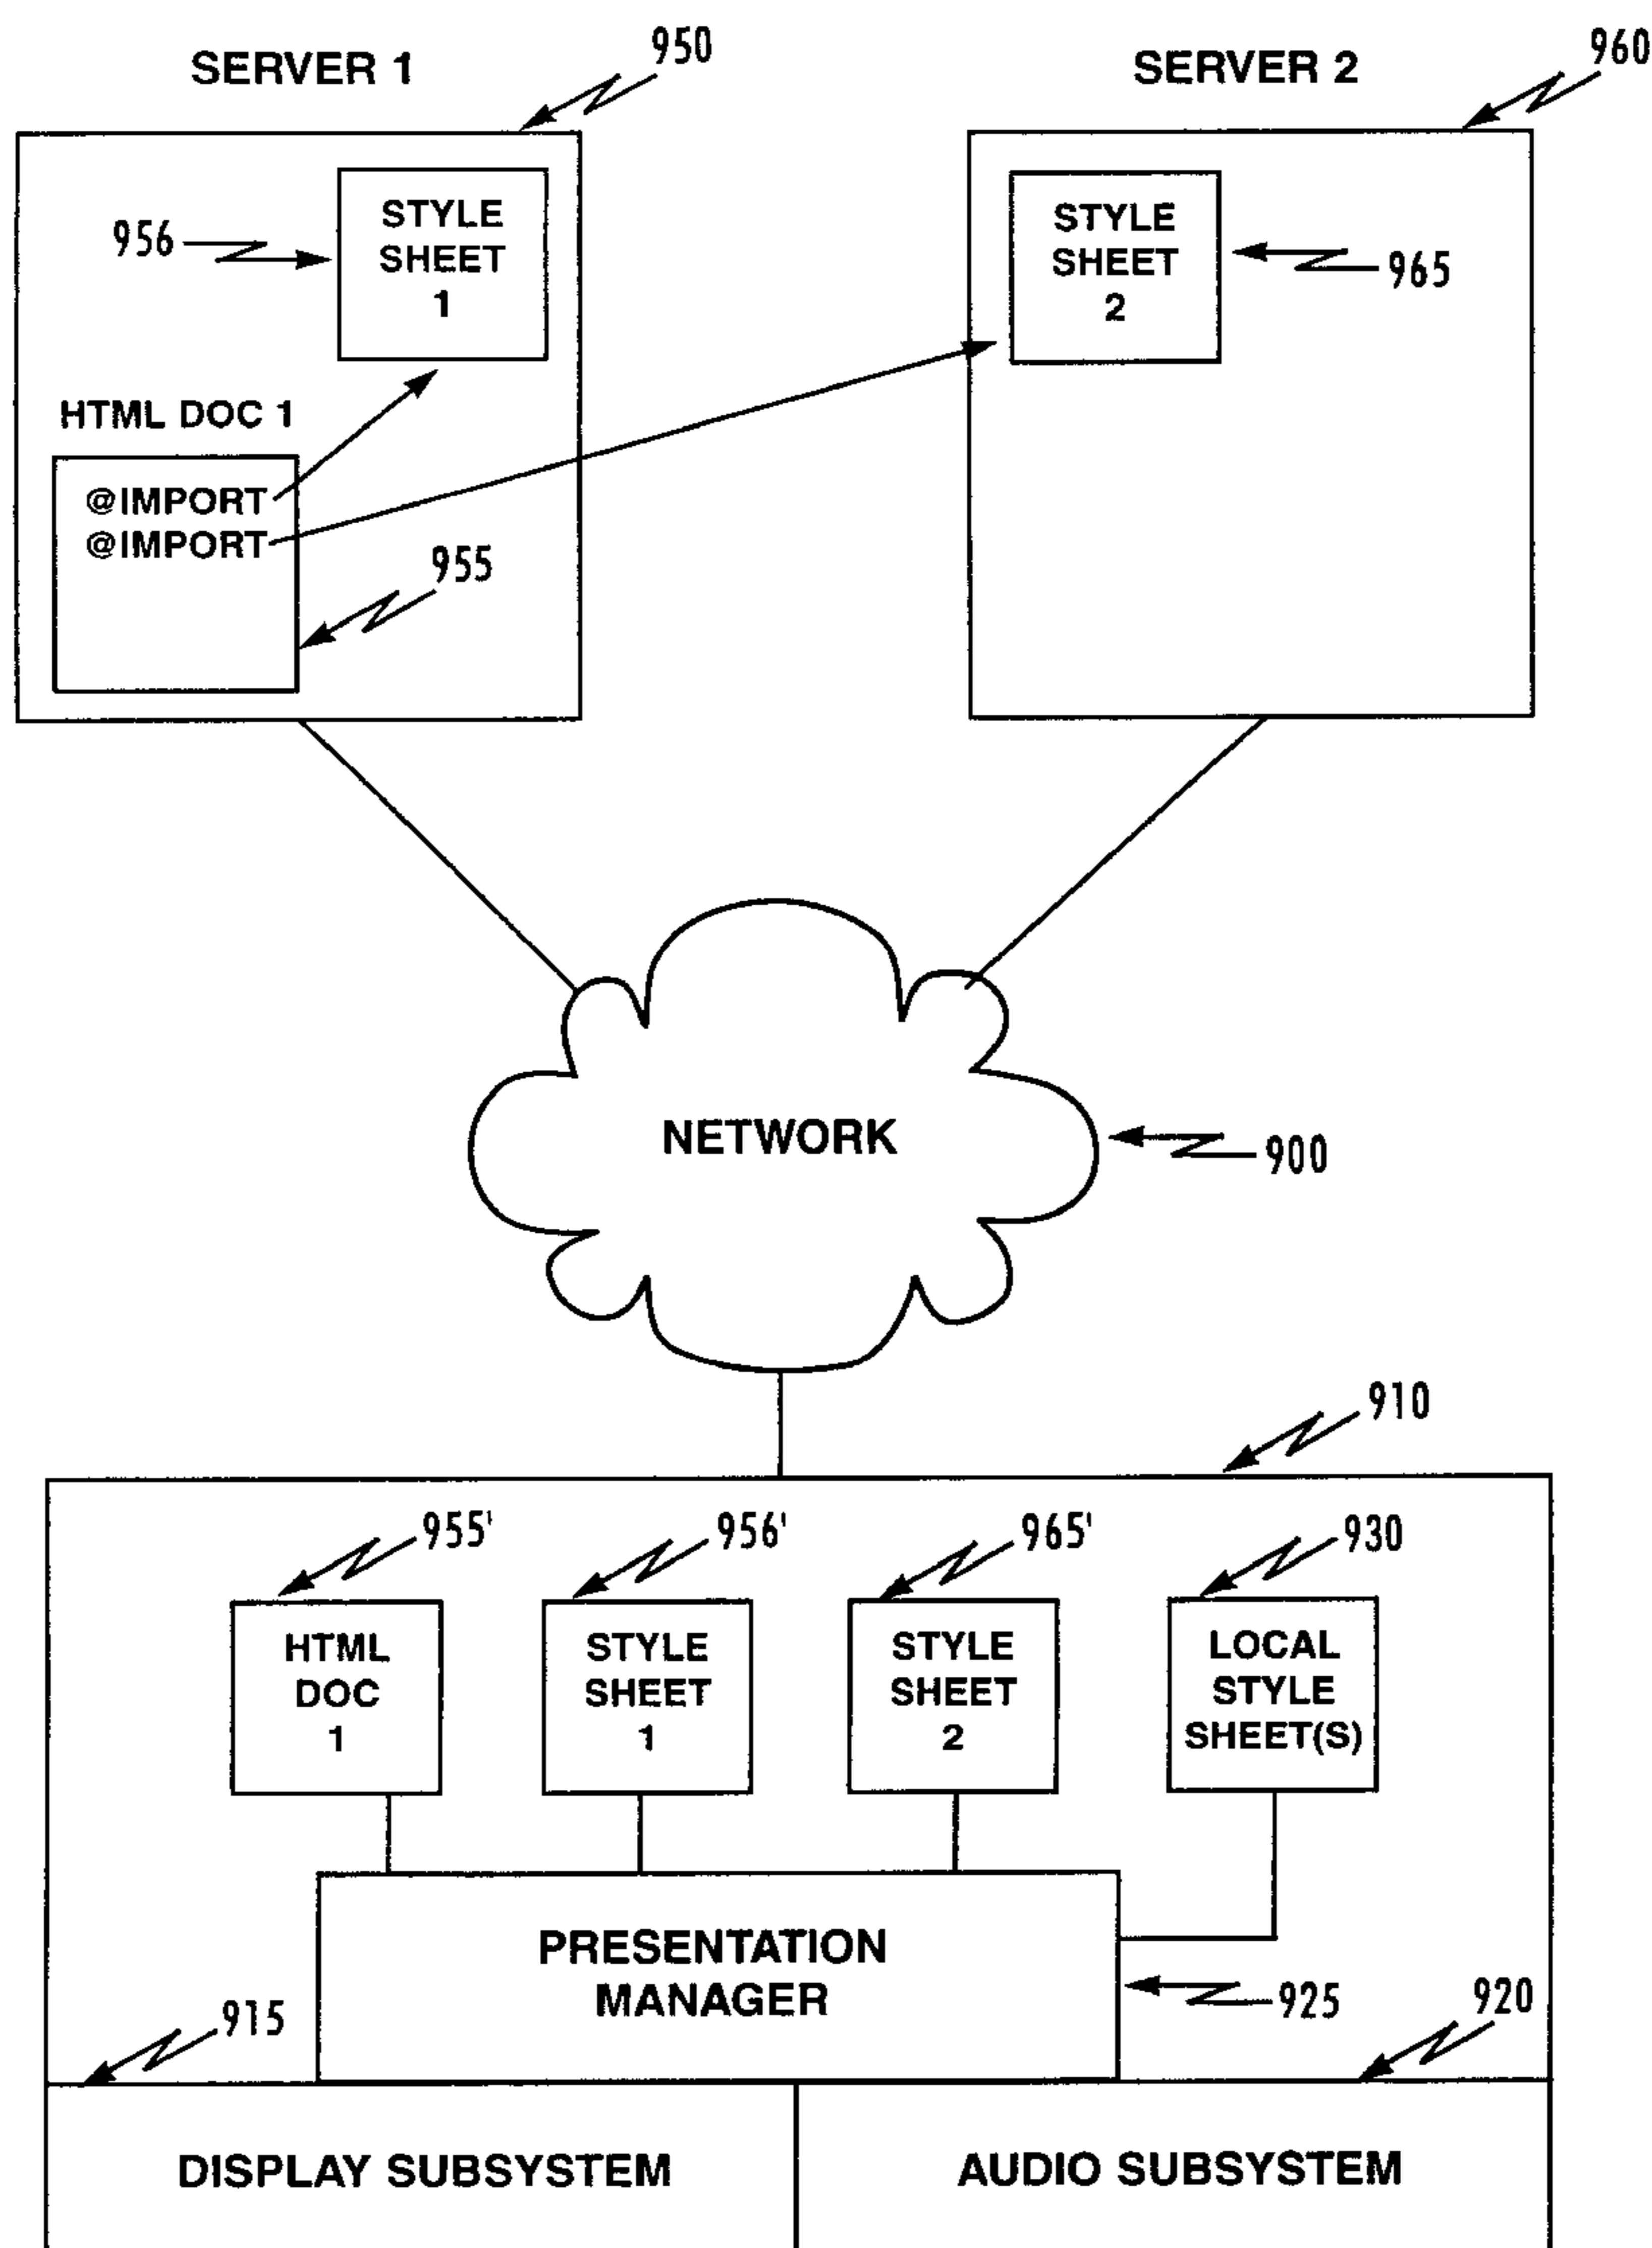 SERVER 1
950
SERVER 2
960
STYLE
SHEET
1
956
STYLE
SHEET
2
965
HTML DOC 1
@IMPORT
@IMPORT
955
NETWORK
900
910
955'
956'
965'
930
HTML
DOC
1
STYLE
SHEET
1
STYLE
SHEET
2
LOCAL
STYLE
SHEET(S)
PRESENTATION
MANAGER
925
915
920
DISPLAY SUBSYSTEM
AUDIO SUBSYSTEM